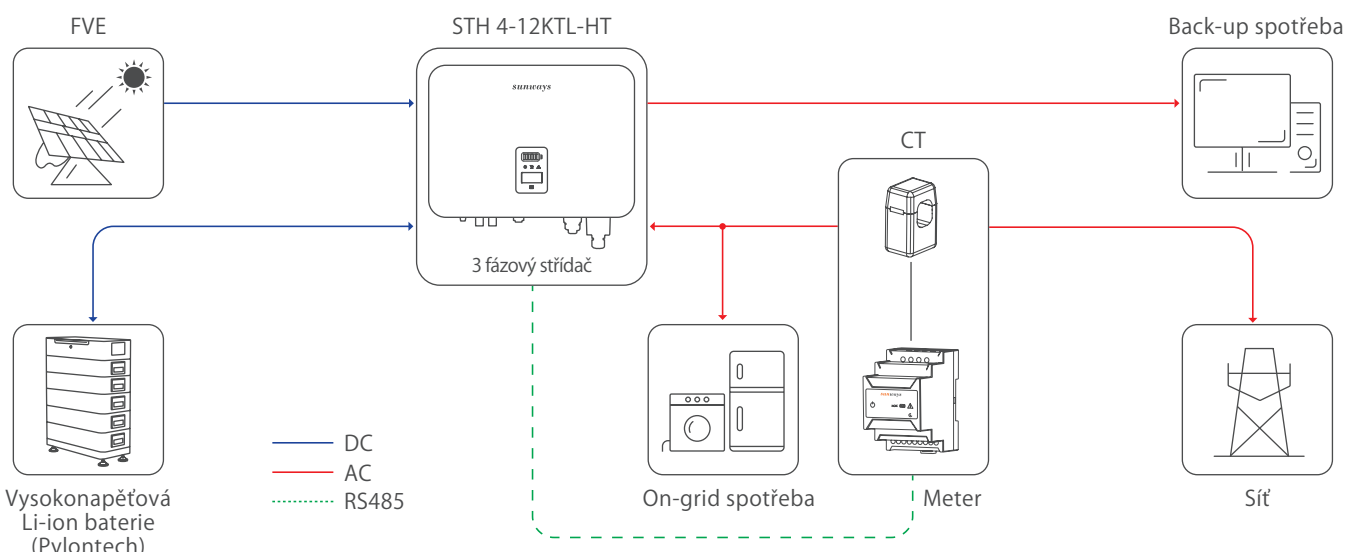 FVE
STH 4-12KTL-HT
Back-up spotřeba
sunways
CT
3 fázový střídač
sunways
DC
AC
RS485
Vysokonapěťová
Li-ion baterie
(Pylontech)
On-grid spotřeba
Meter
Síť